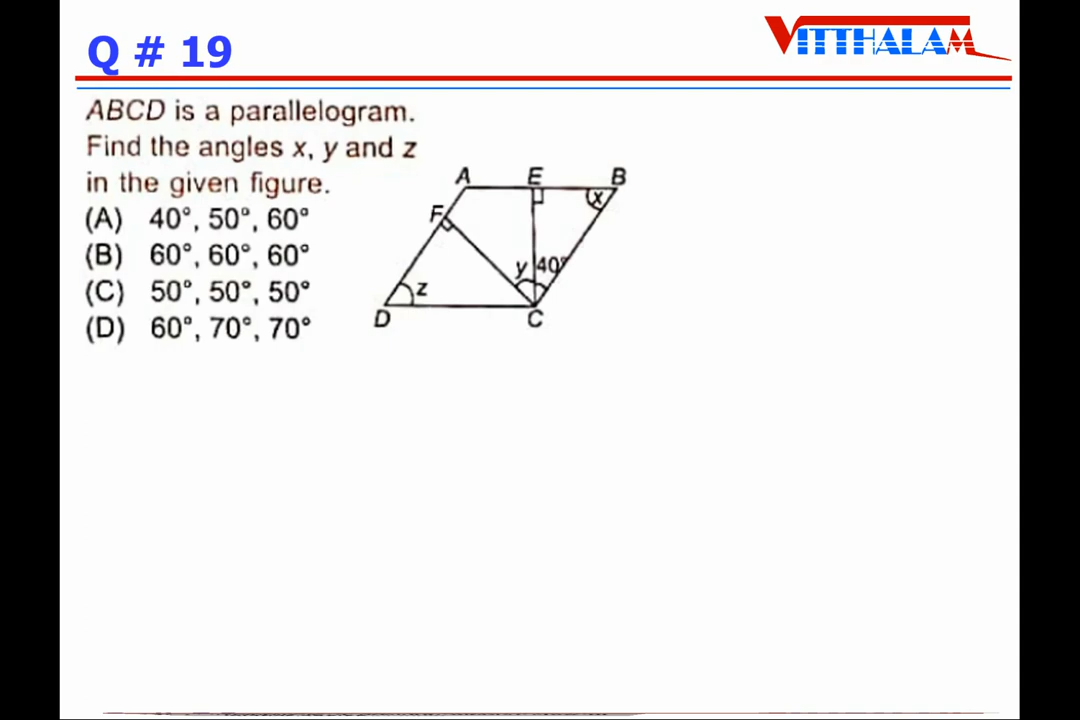 Q # 19
VITTHALAM
ABCD is a parallelogram.
Find the angles x, y and z
in the given figure.
(A) 40°, 50°, 60°
(B) 60°, 60°, 60°
(C) 50°, 50°, 50°
(D) 60°, 70°, 70°
A E B
F x
y 40°
z
D C